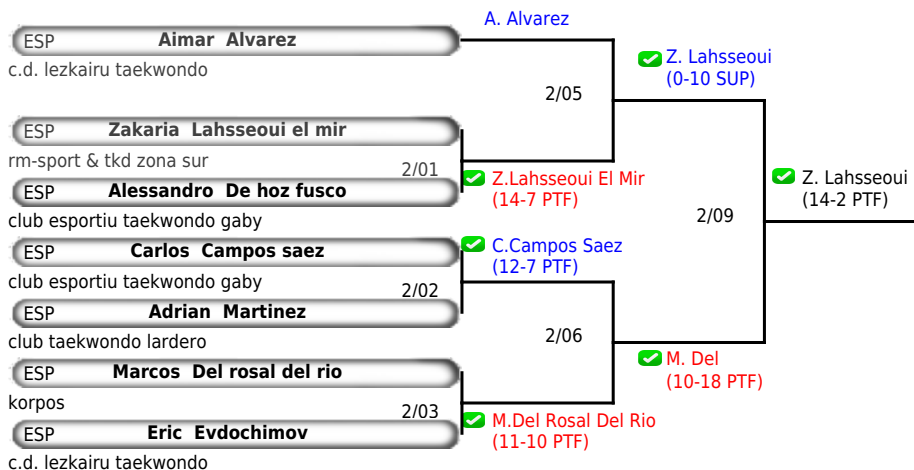 A. Alvarez
ESP Aimar Alvarez
c.d. lezkairu taekwondo
Z. Lahsseoui
(0-10 SUP)
2/05
ESP Zakaria Lahsseoui el mir
rm-sport & tkd zona sur
2/01
Z.Lahsseoui El Mir
(14-7 PTF)
Z. Lahsseoui
(14-2 PTF)
ESP Alessandro De hoz fusco
club esportiu taekwondo gaby
2/09
ESP Carlos Campos saez
C.Campos Saez
(12-7 PTF)
club esportiu taekwondo gaby
2/02
ESP Adrian Martinez
club taekwondo lardero
2/06
M. Del
(10-18 PTF)
ESP Marcos Del rosal del rio
korpos
2/03
M.Del Rosal Del Rio
(11-10 PTF)
ESP Eric Evdochimov
c.d. lezkairu taekwondo